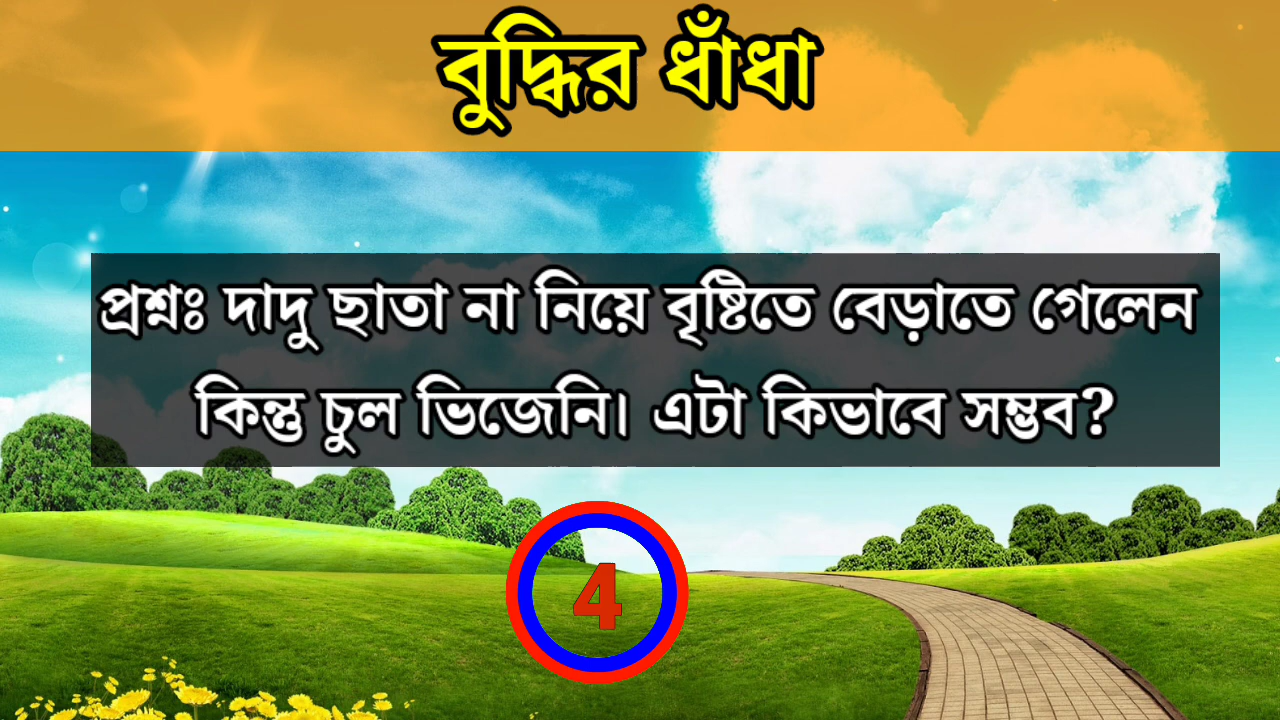 বুদ্ধির ধাঁধা
প্রশ্নঃ দাদু ছাতা না নিয়ে বৃষ্টিতে বেড়াতে গেলেন
কিন্তু চুল ভিজেনি। এটা কিভাবে সম্ভব?
4